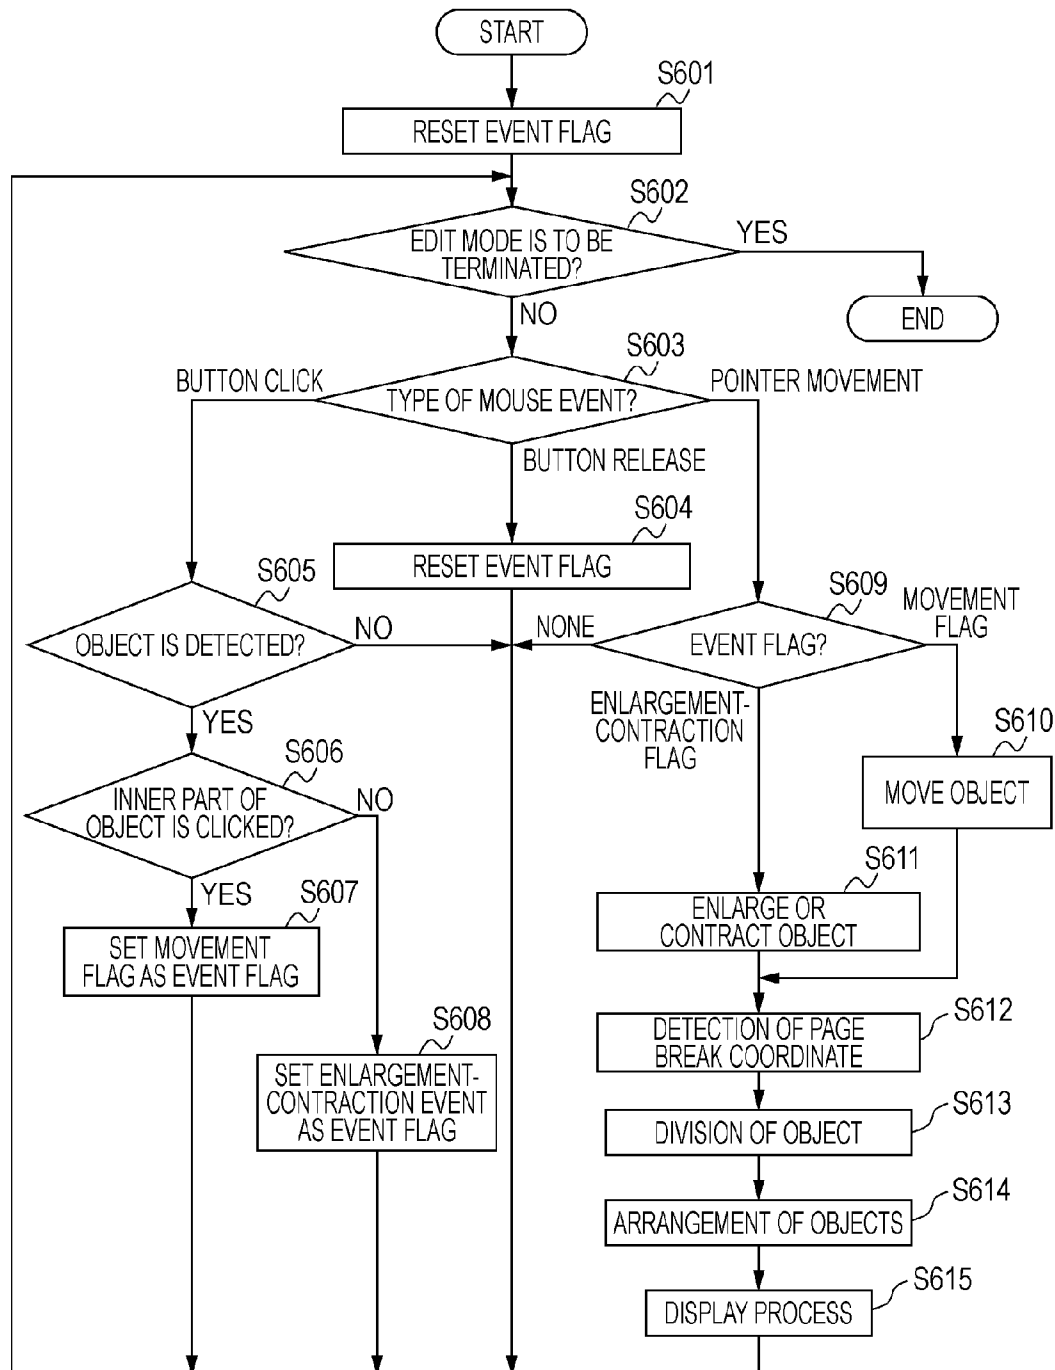 START
S601
RESET EVENT FLAG
S602
EDIT MODE IS TO BE
TERMINATED?
YES
END
NO
S603
BUTTON CLICK
TYPE OF MOUSE EVENT?
POINTER MOVEMENT
BUTTON RELEASE
S604
RESET EVENT FLAG
S605
OBJECT IS DETECTED?
NO
YES
S606
INNER PART OF
OBJECT IS CLICKED?
NO
YES
S607
SET MOVEMENT
FLAG AS EVENT FLAG
S608
SET ENLARGEMENT-
CONTRACTION EVENT
AS EVENT FLAG
S609
NONE
EVENT FLAG?
MOVEMENT
FLAG
ENLARGEMENT-
CONTRACTION
FLAG
S610
MOVE OBJECT
S611
ENLARGE OR
CONTRACT OBJECT
S612
DETECTION OF PAGE
BREAK COORDINATE
S613
DIVISION OF OBJECT
S614
ARRANGEMENT OF OBJECTS
S615
DISPLAY PROCESS